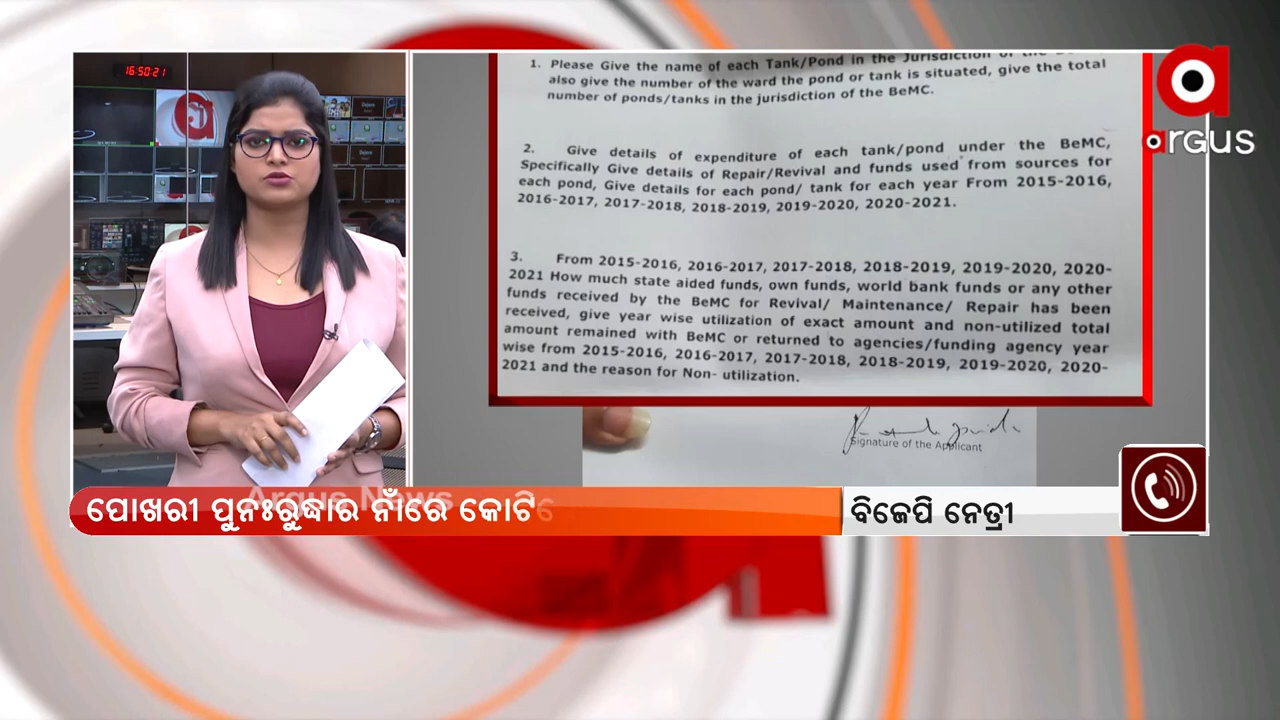 16:50:21
argus
1. Please Give the name of each Tank/Pond in the Jurisdiction of the
also give the number of the ward the pond or tank is situated, give the total
number of ponds/tanks in the jurisdiction of the BeMC.
2. Give details of expenditure of each tank/pond under the BeMC,
Specifically Give details of Repair/Revival and funds used from sources for
each pond, Give details for each pond/ tank for each year From 2015-2016,
2016-2017, 2017-2018, 2018-2019, 2019-2020, 2020-2021.
3. From 2015-2016, 2016-2017, 2017-2018, 2018-2019, 2019-2020, 2020-
2021 How much state aided funds, own funds, world bank funds or any other
funds received by the BeMC for Revival/ Maintenance/ Repair has been
received, give year wise utilization of exact amount and non-utilized total
amount remained with BeMC or returned to agencies/funding agency year
wise from 2015-2016, 2016-2017, 2017-2018, 2018-2019, 2019-2020, 2020-
2021 and the reason for Non- utilization.
Signature of the Applicant
Argus News
ପୋଖରୀ ପୁନଃରୁଦ୍ଧାର ନାଁରେ କୋଟି
ବିଜେପି ନେତ୍ରୀ